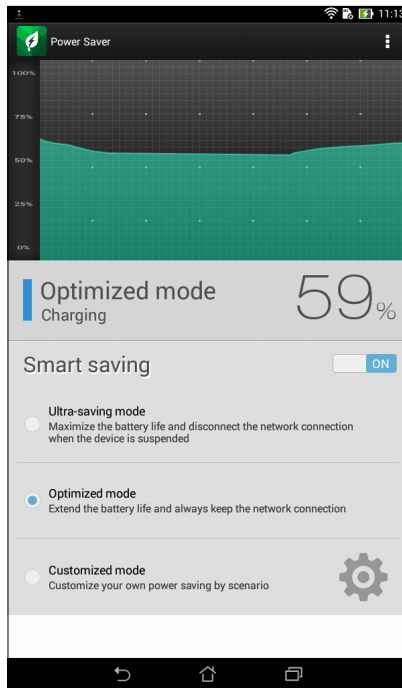 11:13
Power Saver
100%
75%
50%
25%
0%
Optimized mode
Charging
59%
Smart saving
ON
Ultra-saving mode
Maximize the battery life and disconnect the network connection
when the device is suspended
Optimized mode
Extend the battery life and always keep the network connection
Customized mode
Customize your own power saving by scenario